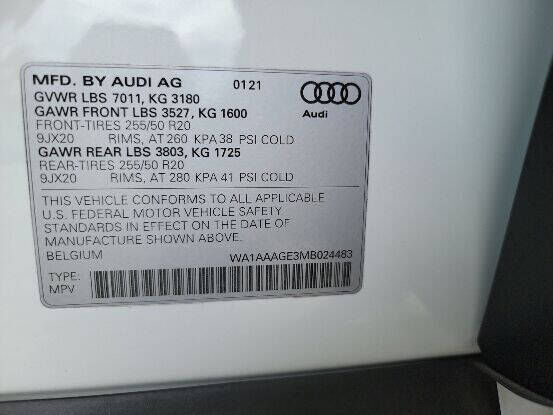 MFD. BY AUDI AG 01 21
GVWR LBS 7011, KG 3180
GAWR FRONT LBS 3527, KG 1600
FRONT-TIRES 255/50 R20
9JX20 RIMS, AT 260 KPA 38 PSI COLD
GAWR REAR LBS 3803, KG 1725
REAR-TIRES 255/50 R20
9JX20 RIMS, AT 280 KPA 41 PSI COLD
Audi
THIS VEHICLE CONFORMS TO ALL APPLICABLE
U.S. FEDERAL MOTOR VEHICLE SAFETY
STANDARDS IN EFFECT ON THE DATE OF
MANUFACTURE SHOWN ABOVE.
BELGIUM WA1AAAGE3MB024483
TYPE:
MPV